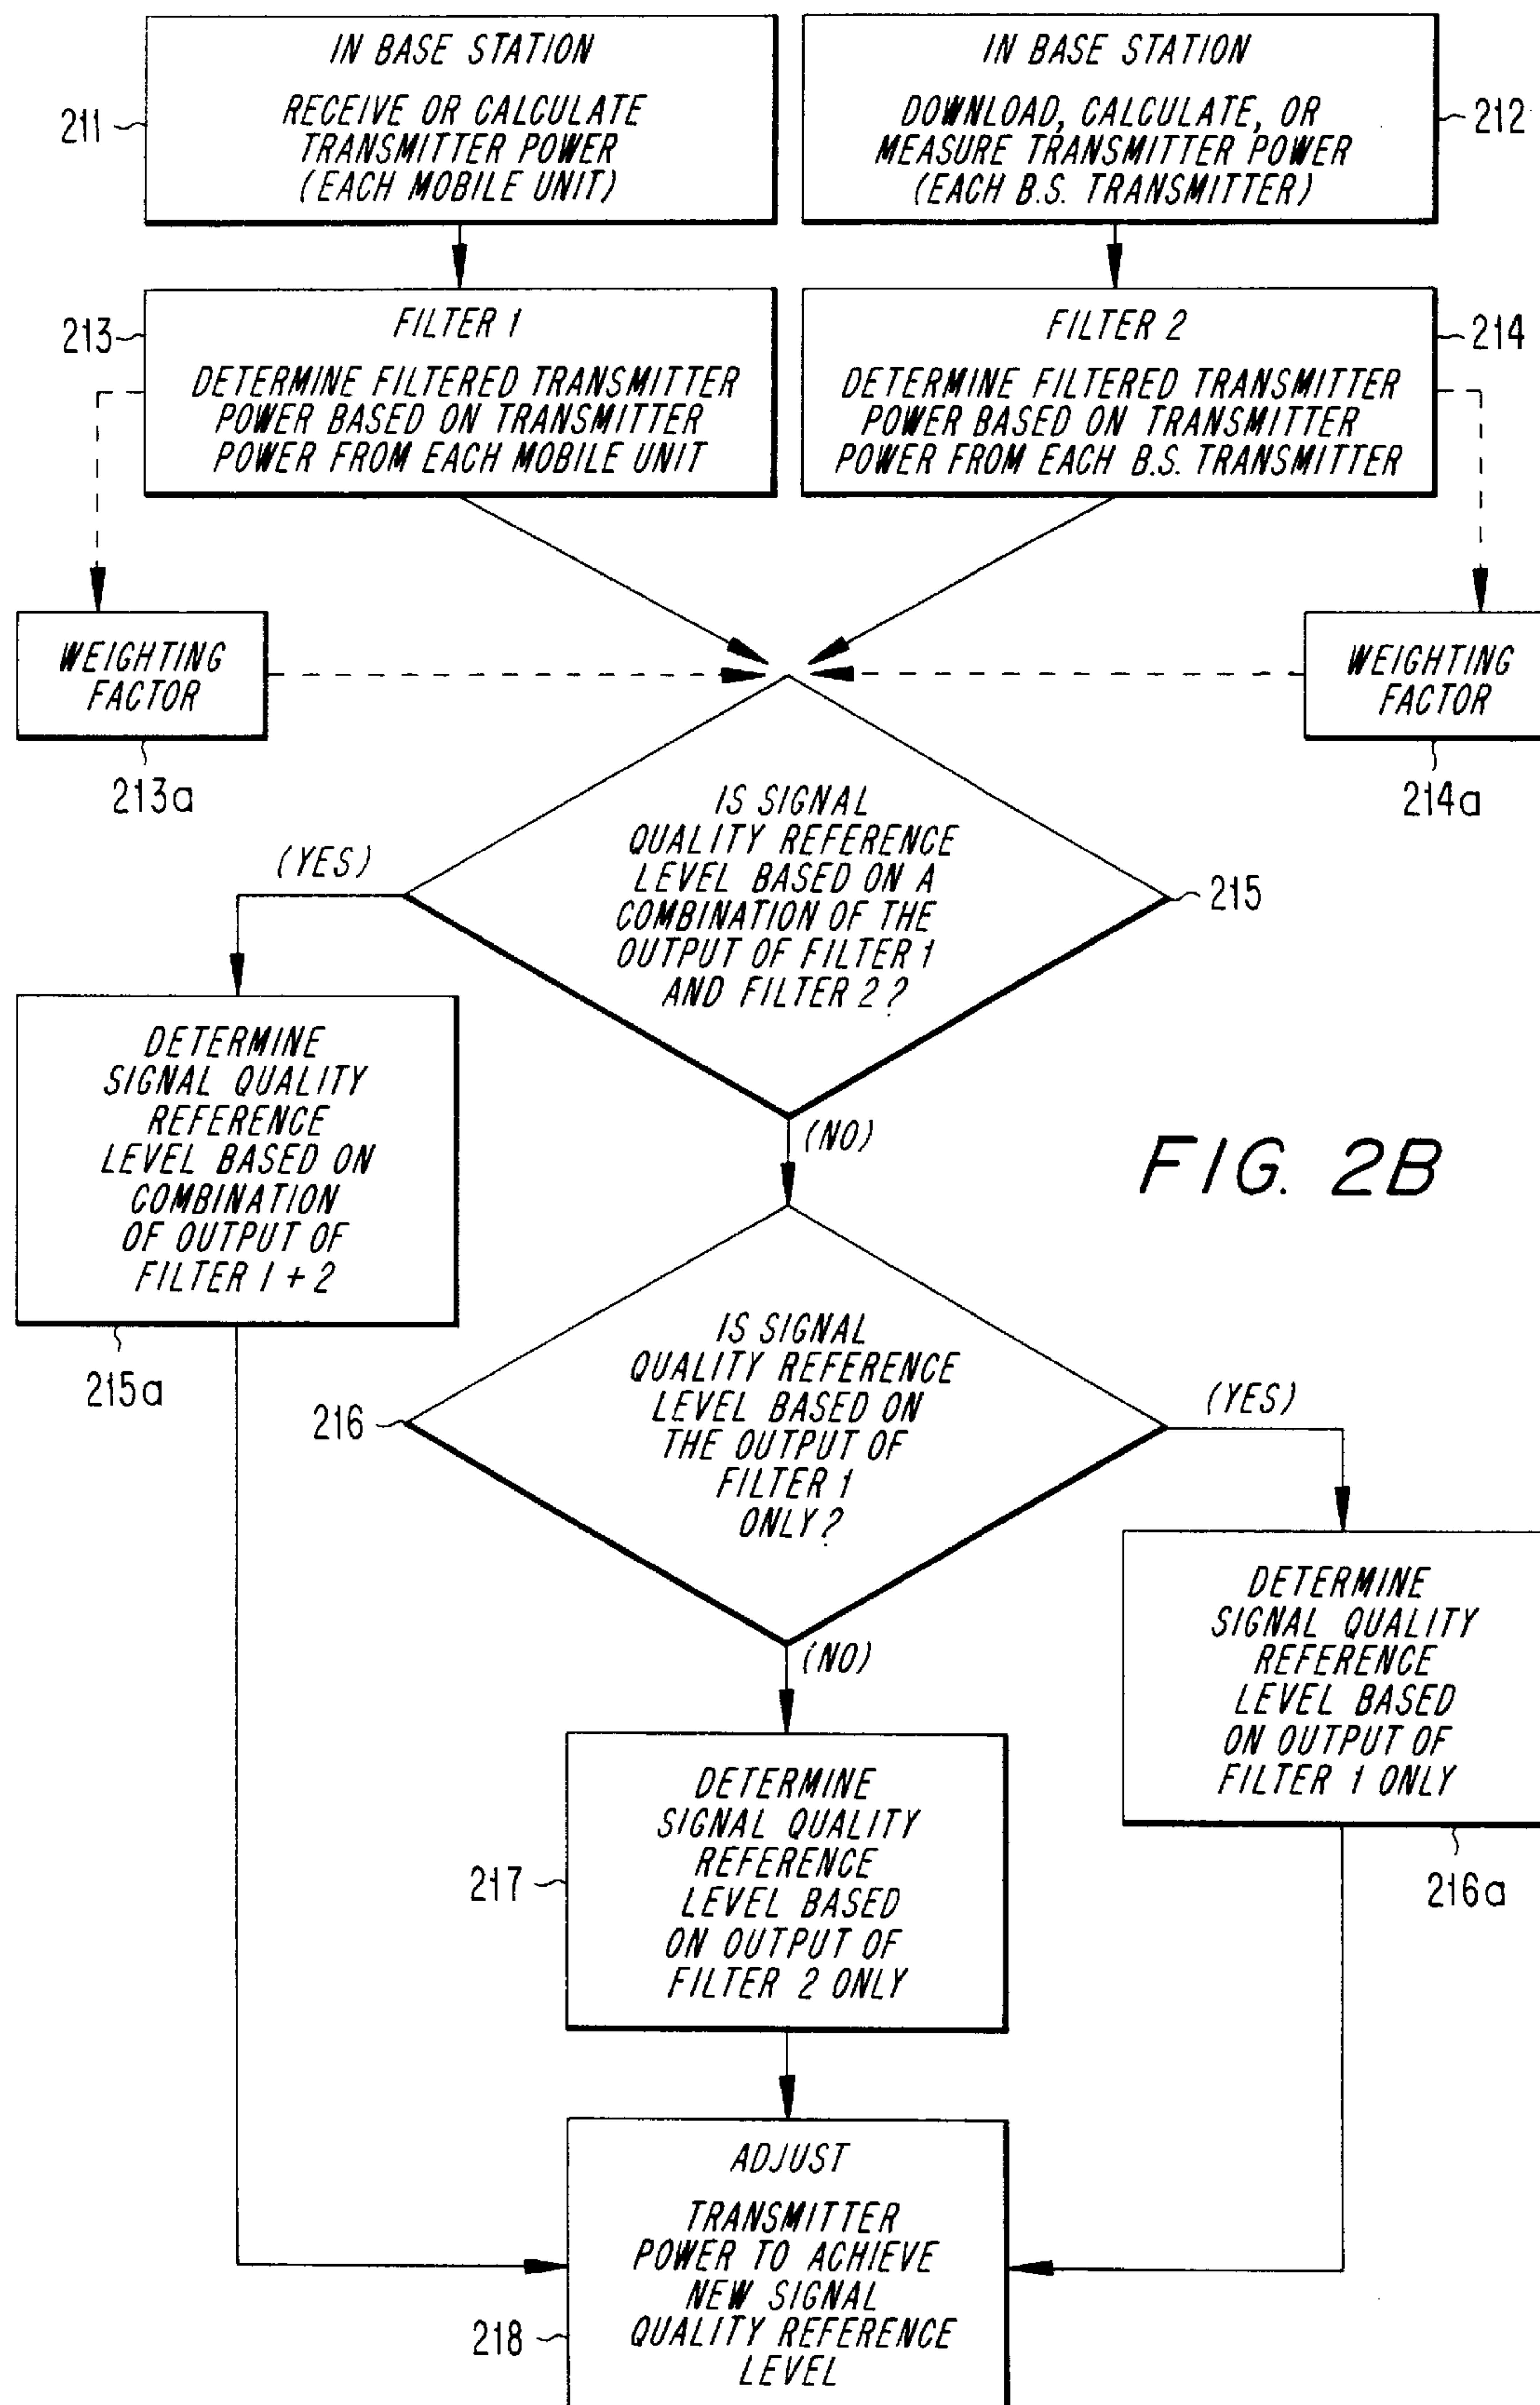 IN BASE STATION
RECEIVE OR CALCULATE
TRANSMITTER POWER
(EACH MOBILE UNIT)
211
IN BASE STATION
DOWNLOAD, CALCULATE, OR
MEASURE TRANSMITTER POWER
(EACH B.S. TRANSMITTER)
212
FILTER 1
DETERMINE FILTERED TRANSMITTER
POWER BASED ON TRANSMITTER
POWER FROM EACH MOBILE UNIT
213
FILTER 2
DETERMINE FILTERED TRANSMITTER
POWER BASED ON TRANSMITTER
POWER FROM EACH B.S. TRANSMITTER
214
WEIGHTING
FACTOR
213a
WEIGHTING
FACTOR
214a
IS SIGNAL
QUALITY REFERENCE
LEVEL BASED ON A
COMBINATION OF THE
OUTPUT OF FILTER 1
AND FILTER 2?
215
(YES)
(NO)
DETERMINE
SIGNAL QUALITY
REFERENCE
LEVEL BASED ON
COMBINATION
OF OUTPUT OF
FILTER 1 + 2
215a
FIG. 2B
IS SIGNAL
QUALITY REFERENCE
LEVEL BASED ON
THE OUTPUT OF
FILTER 1
ONLY?
216
(YES)
(NO)
DETERMINE
SIGNAL QUALITY
REFERENCE
LEVEL BASED
ON OUTPUT OF
FILTER 1 ONLY
216a
DETERMINE
SIGNAL QUALITY
REFERENCE
LEVEL BASED
ON OUTPUT OF
FILTER 2 ONLY
217
ADJUST
TRANSMITTER
POWER TO ACHIEVE
NEW SIGNAL
QUALITY REFERENCE
LEVEL
218